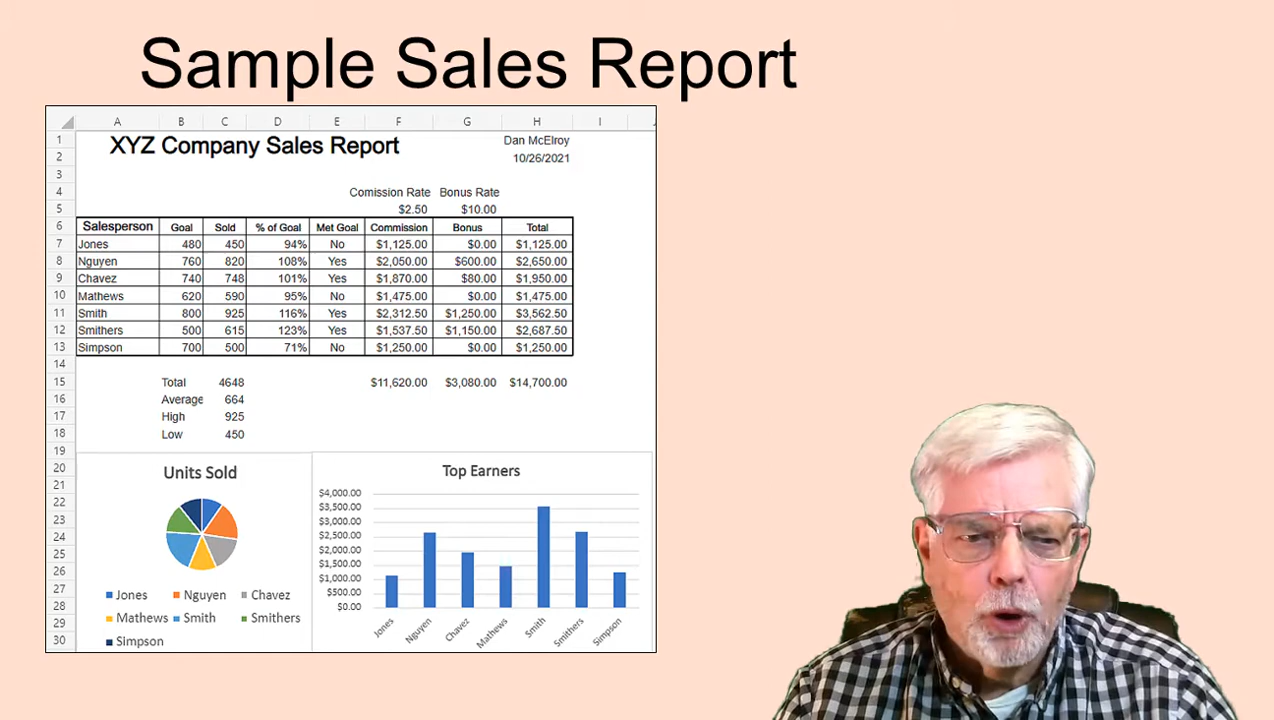 Sample Sales Report
A B C D E F G H I
1 XYZ Company Sales Report Dan McElroy
2 10/26/2021
3
4 Comission Rate Bonus Rate
5 $2.50 $10.00
6 Salesperson Goal Sold % of Goal Met Goal Commission Bonus Total
7 Jones 480 450 94% No $1,125.00 $0.00 $1,125.00
8 Nguyen 760 820 108% Yes $2,050.00 $600.00 $2,650.00
9 Chavez 740 748 101% Yes $1,870.00 $80.00 $1,950.00
10 Mathews 620 590 95% No $1,475.00 $0.00 $1,475.00
11 Smith 800 925 116% Yes $2,312.50 $1,250.00 $3,562.50
12 Smithers 500 615 123% Yes $1,537.50 $1,150.00 $2,687.50
13 Simpson 700 500 71% No $1,250.00 $0.00 $1,250.00
14
15 Total 4648 $11,620.00 $3,080.00 $14,700.00
16 Average 664
17 High 925
18 Low 450
19
20 Units Sold Top Earners
21
22 $4,000.00
23 $3,500.00
$3,000.00
24 $2,500.00
25 $2,000.00
$1,500.00
26 $1,000.00
27 $500.00
28 $0.00
29
30
Jones Nguyen Chavez
Mathews Smith Smithers
Simpson
Jones Nguyen Chavez Mathews Smith Smithers Simpson